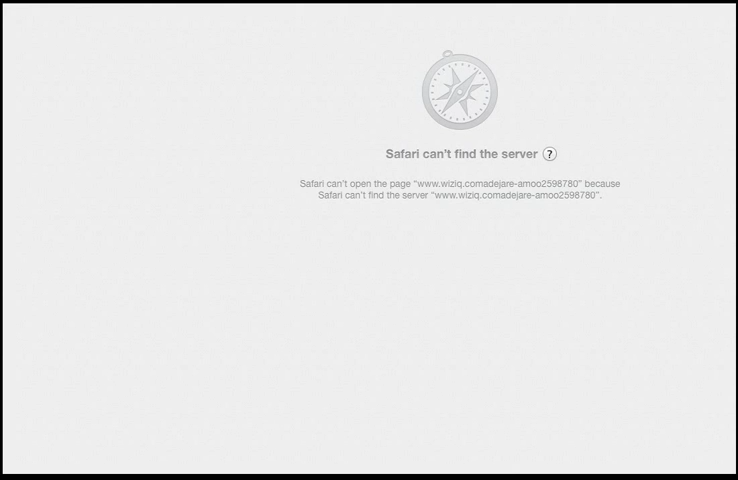 Safari can't find the server ?
Safari can't open the page “www.wiziq.comadejare-amoo2598780” because
Safari can't find the server “www.wiziq.comadejare-amoo2598780”.